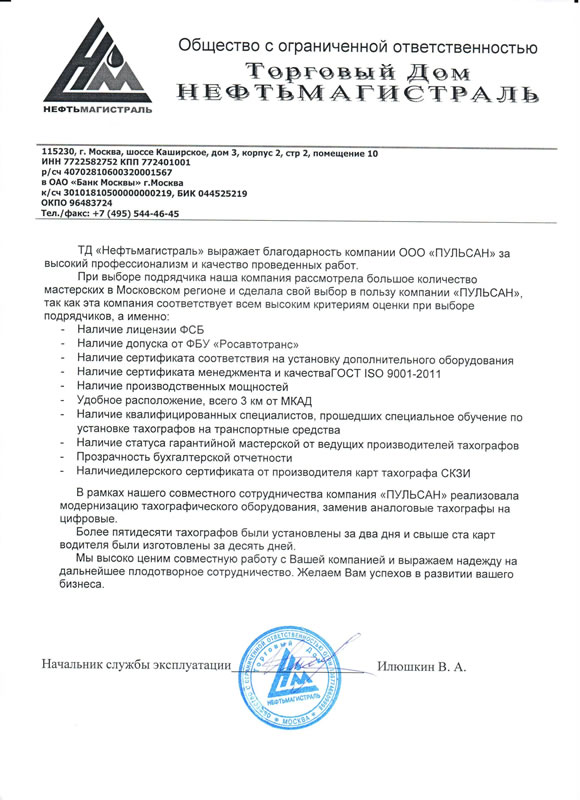 НМ
НЕФТЬМАГИСТРАЛЬ
Общество с ограниченной ответственностью
Торговый Дом
НЕФТЬМАГИСТРАЛЬ
115230, г. Москва, шоссе Каширское, дом 3, корпус 2, стр 2, помещение 10
ИНН 7722582752 КПП 772401001
р/сч 40702810600320001567
в ОАО «Банк Москвы» г.Москва
к/сч 30101810500000000219, БИК 044525219
ОКПО 96483724
Тел./факс: +7 (495) 544-46-45
ТД «Нефтьмагистраль» выражает благодарность компании ООО «ПУЛЬСАН» за
высокий профессионализм и качество проведенных работ.
При выборе подрядчика наша компания рассмотрела большое количество
мастерских в Московском регионе и сделала свой выбор в пользу компании «ПУЛЬСАН»,
так как эта компания соответствует всем высоким критериям оценки при выборе
подрядчиков, а именно:
- Наличие лицензии ФСБ
- Наличие допуска от ФБУ «Росавтотранс»
- Наличие сертификата соответствия на установку дополнительного оборудования
- Наличие сертификата менеджмента и качестваГОСТ ISO 9001-2011
- Наличие производственных мощностей
- Удобное расположение, всего 3 км от МКАД
- Наличие квалифицированных специалистов, прошедших специальное обучение по
установке тахографов на транспортные средства
- Наличие статуса гарантийной мастерской от ведущих производителей тахографов
- Прозрачность бухгалтерской отчетности
- Наличиедилерского сертификата от производителя карт тахографа СКЗИ
В рамках нашего совместного сотрудничества компания «ПУЛЬСАН» реализовала
модернизацию тахографического оборудования, заменив аналоговые тахографы на
цифровые.
Более пятидесяти тахографов были установлены за два дня и свыше ста карт
водителя были изготовлены за десять дней.
Мы высоко ценим совместную работу с Вашей компанией и выражаем надежду на
дальнейшее плодотворное сотрудничество. Желаем Вам успехов в развитии вашего
бизнеса.
Начальник службы эксплуатации Илюшкин В. А.
Торговый Дом
НМ
НЕФТЬМАГИСТРАЛЬ
МОСКВА